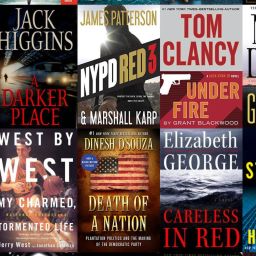 JACK
HIGGINS
A
DARKER
PLACE
JAMES PATTERSON
NYPD RED 3
& MARSHALL KARP
TOM
CLANCY
UNDER
FIRE
BY GRANT BLACKWOOD
WEST BY
WEST
MY CHARMED,
TORMENTED LIFE
Jerry West
DINESH D'SOUZA
DEATH OF
A NATION
PLANTATION POLITICS AND THE
MAKING OF THE DEMOCRATIC PARTY
Elizabeth
GEORGE
CARELESS
IN RED